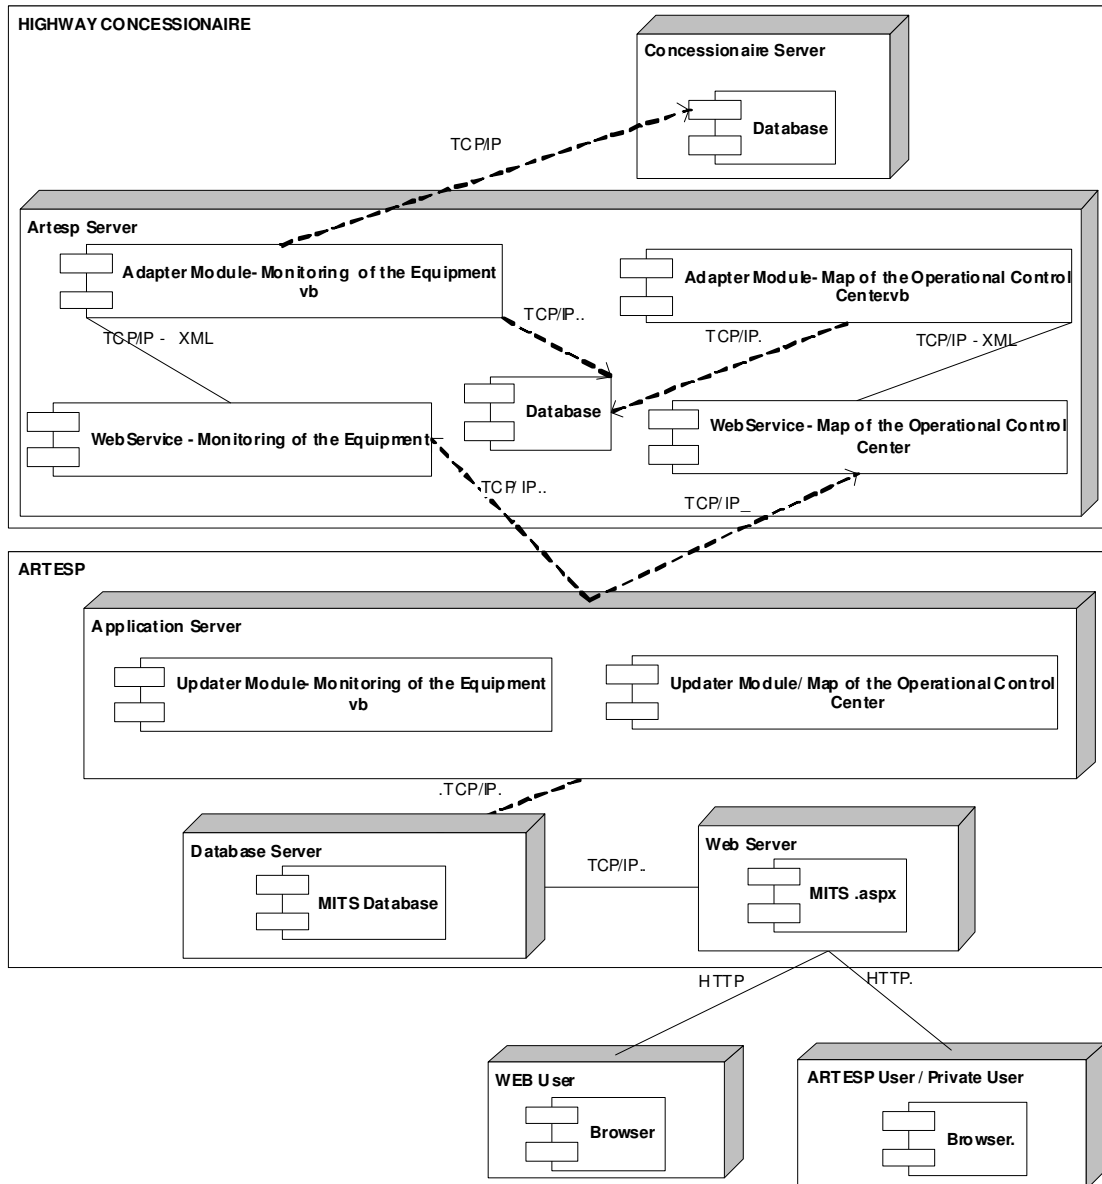 HIGHWAY CONCESSIONAIRE
Concessionaire Server
Database
TCP/IP
Artesp Server
Adapter Module- Monitoring of the Equipment
vb
Adapter Module- Map of the Operational Control
Center.vb
TCP/IP..
TCP/IP.
TCP/IP - XML
TCP/IP - XML
Database
WebService - Monitoring of the Equipment
WebService - Map of the Operational Control
Center
TCP/ IP..
TCP/ IP_
ARTESP
Application Server
Updater Module- Monitoring of the Equipment
vb
Updater Module/ Map of the Operational Control
Center
.TCP/IP.
Database Server
MITS Database
TCP/IP..
Web Server
MITS .aspx
HTTP
HTTP.
WEB User
Browser
ARTESP User / Private User
Browser.